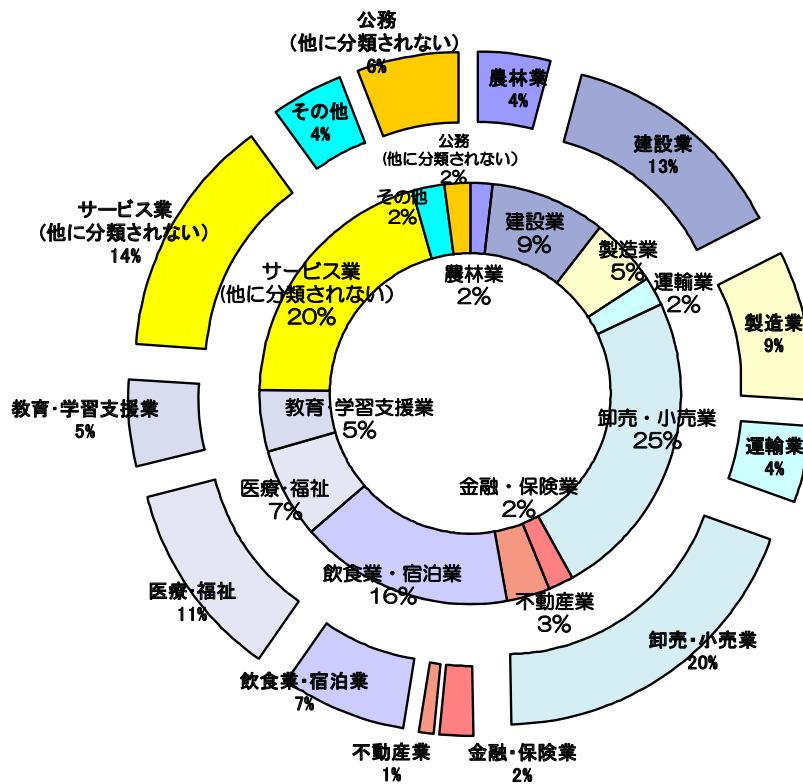 公務
（他に分類されない）
6%
農林業
4%
建設業
13%
製造業
9%
運輸業
4%
卸売・小売業
20%
金融・保険業
2%
不動産業
1%
飲食業・宿泊業
7%
医療・福祉
11%
教育・学習支援業
5%
サービス業
（他に分類されない）
14%
その他
4%
公務
（他に分類されない）
2%
農林業
2%
建設業
9%
製造業
5%
運輸業
2%
卸売・小売業
25%
金融・保険業
2%
不動産業
3%
飲食業・宿泊業
16%
医療・福祉
7%
教育・学習支援業
5%
サービス業
（他に分類されない）
20%
その他
2%